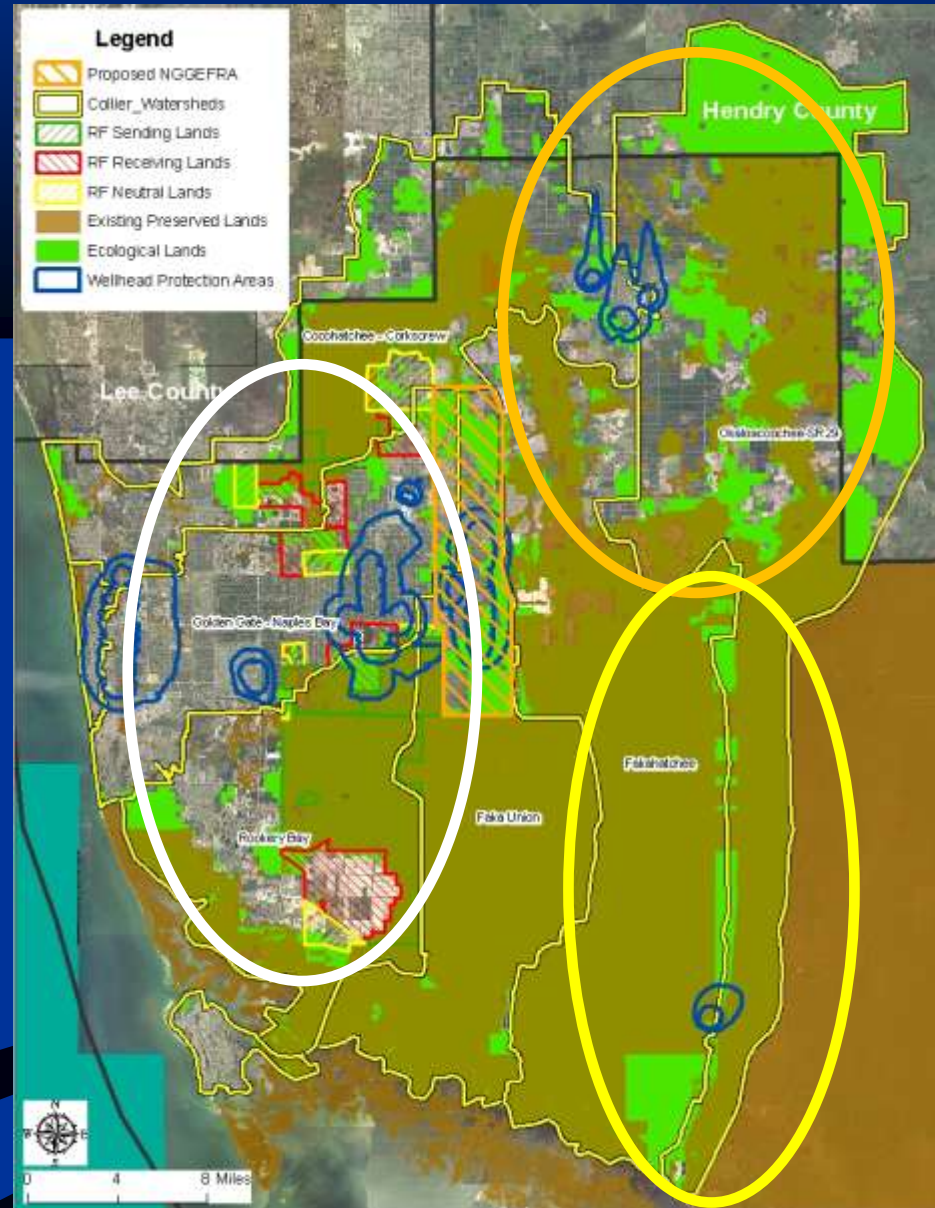 Legend
Proposed NGGEFRA
Collier_Watersheds
RF Sending Lands
RF Receiving Lands
RF Neutral Lands
Existing Preserved Lands
Ecological Lands
Wellhead Protection Areas
Hendry County
Cocohatchee - Corkscrew
Lee County
Okaloacoochee-SR29
Golden Gate - Naples Bay
Fakahatchee
Faka Union
Rookery Bay
N
W
E
S
0 4 8 Miles